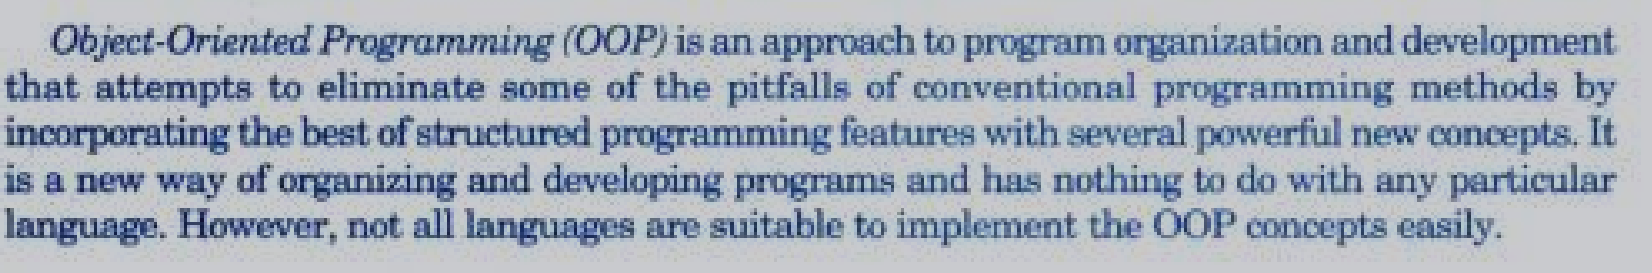 Object-Oriented Programming (OOP) is an approach to program organization and development
that attempts to eliminate some of the pitfalls of conventional programming methods by
incorporating the best of structured programming features with several powerful new concepts. It
is a new way of organizing and developing programs and has nothing to do with any particular
language. However, not all languages are suitable to implement the OOP concepts easily.